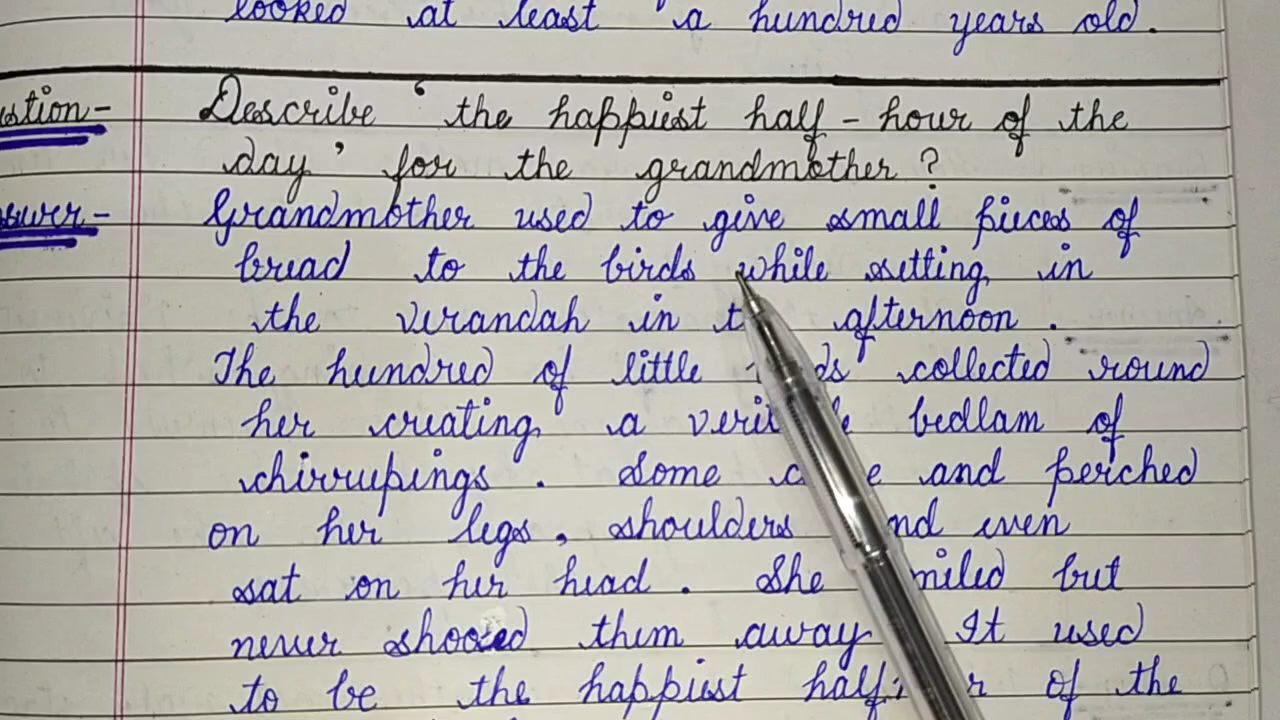 looked at least a hundred years old.
stion- Describe 'the happiest half-hour of the
day' for the grandmother?
swer- Grandmother used to give small pieces of
bread to the birds while setting in
the verandah in afternoon.
The hundred of little collected round
her creating a bedlam of
chirrupings. Some and perched
on her legs, shoulders and even
sat on her head. She smiled but
never shooed them away. It used
to be the happiest half of the